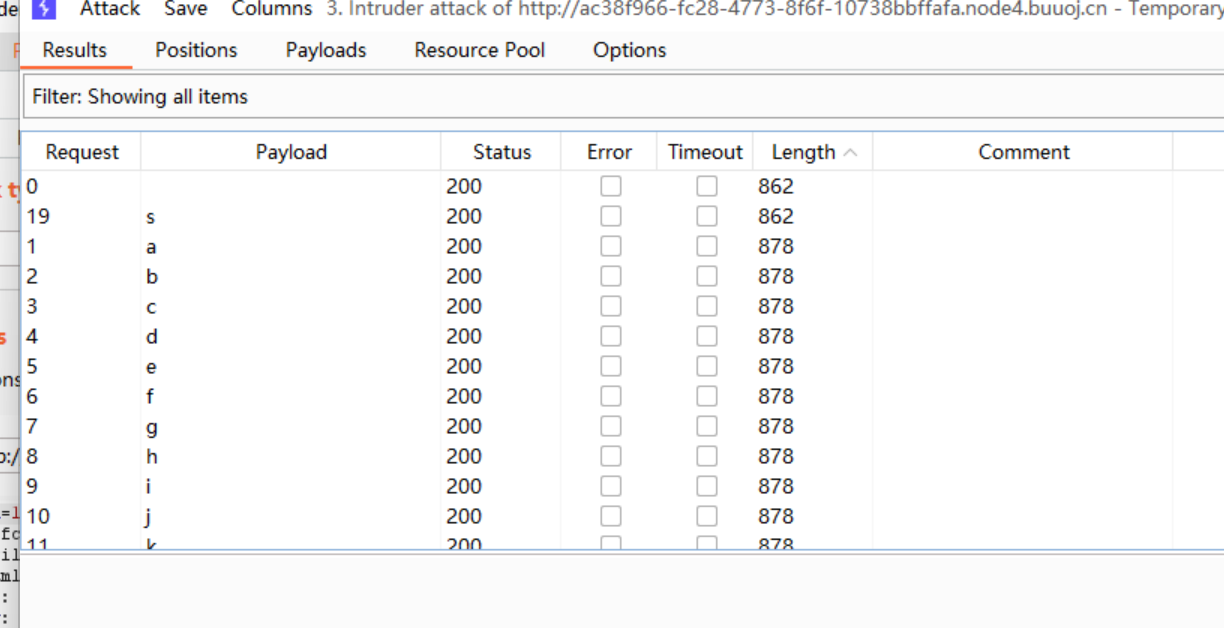 Attack Save Columns 3. Intruder attack of http://ac38f966-fc28-4773-8f6f-10738bbffafa.node4.buuoj.cn - Temporary
Results Positions Payloads Resource Pool Options
Filter: Showing all items
Request Payload Status Error Timeout Length Comment
0 200 862
19 s 200 862
1 a 200 878
2 b 200 878
3 c 200 878
4 d 200 878
5 e 200 878
6 f 200 878
7 g 200 878
8 h 200 878
9 i 200 878
10 j 200 878
11 k 200 878